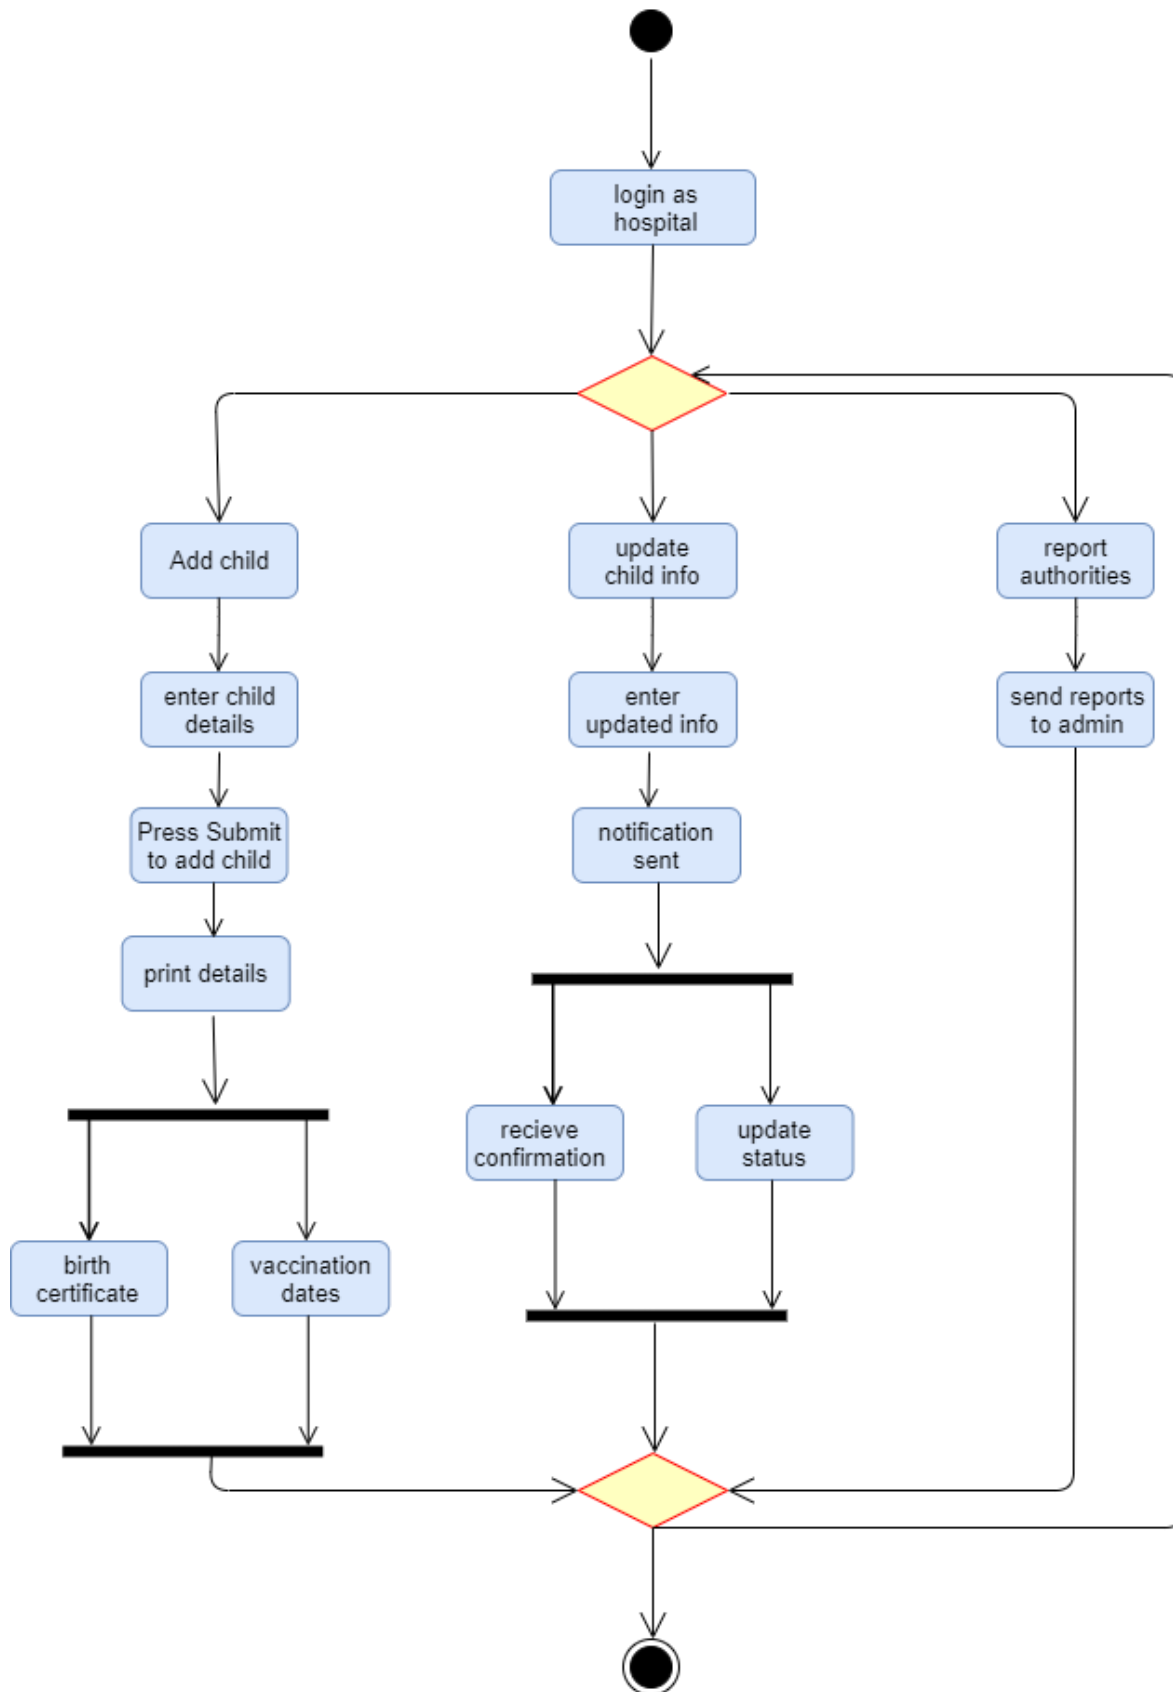 login as
hospital
Add child
update
child info
report
authorities
enter child
details
enter
updated info
send reports
to admin
Press Submit
to add child
notification
sent
print details
recieve
confirmation
update
status
birth
certificate
vaccination
dates